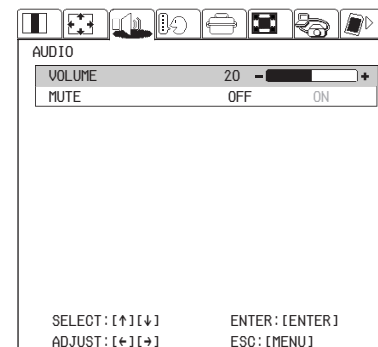 AUDIO
VOLUME 20 - +
MUTE OFF ON
SELECT:[↑][↓] ENTER:[ENTER]
ADJUST:[←][→] ESC:[MENU]